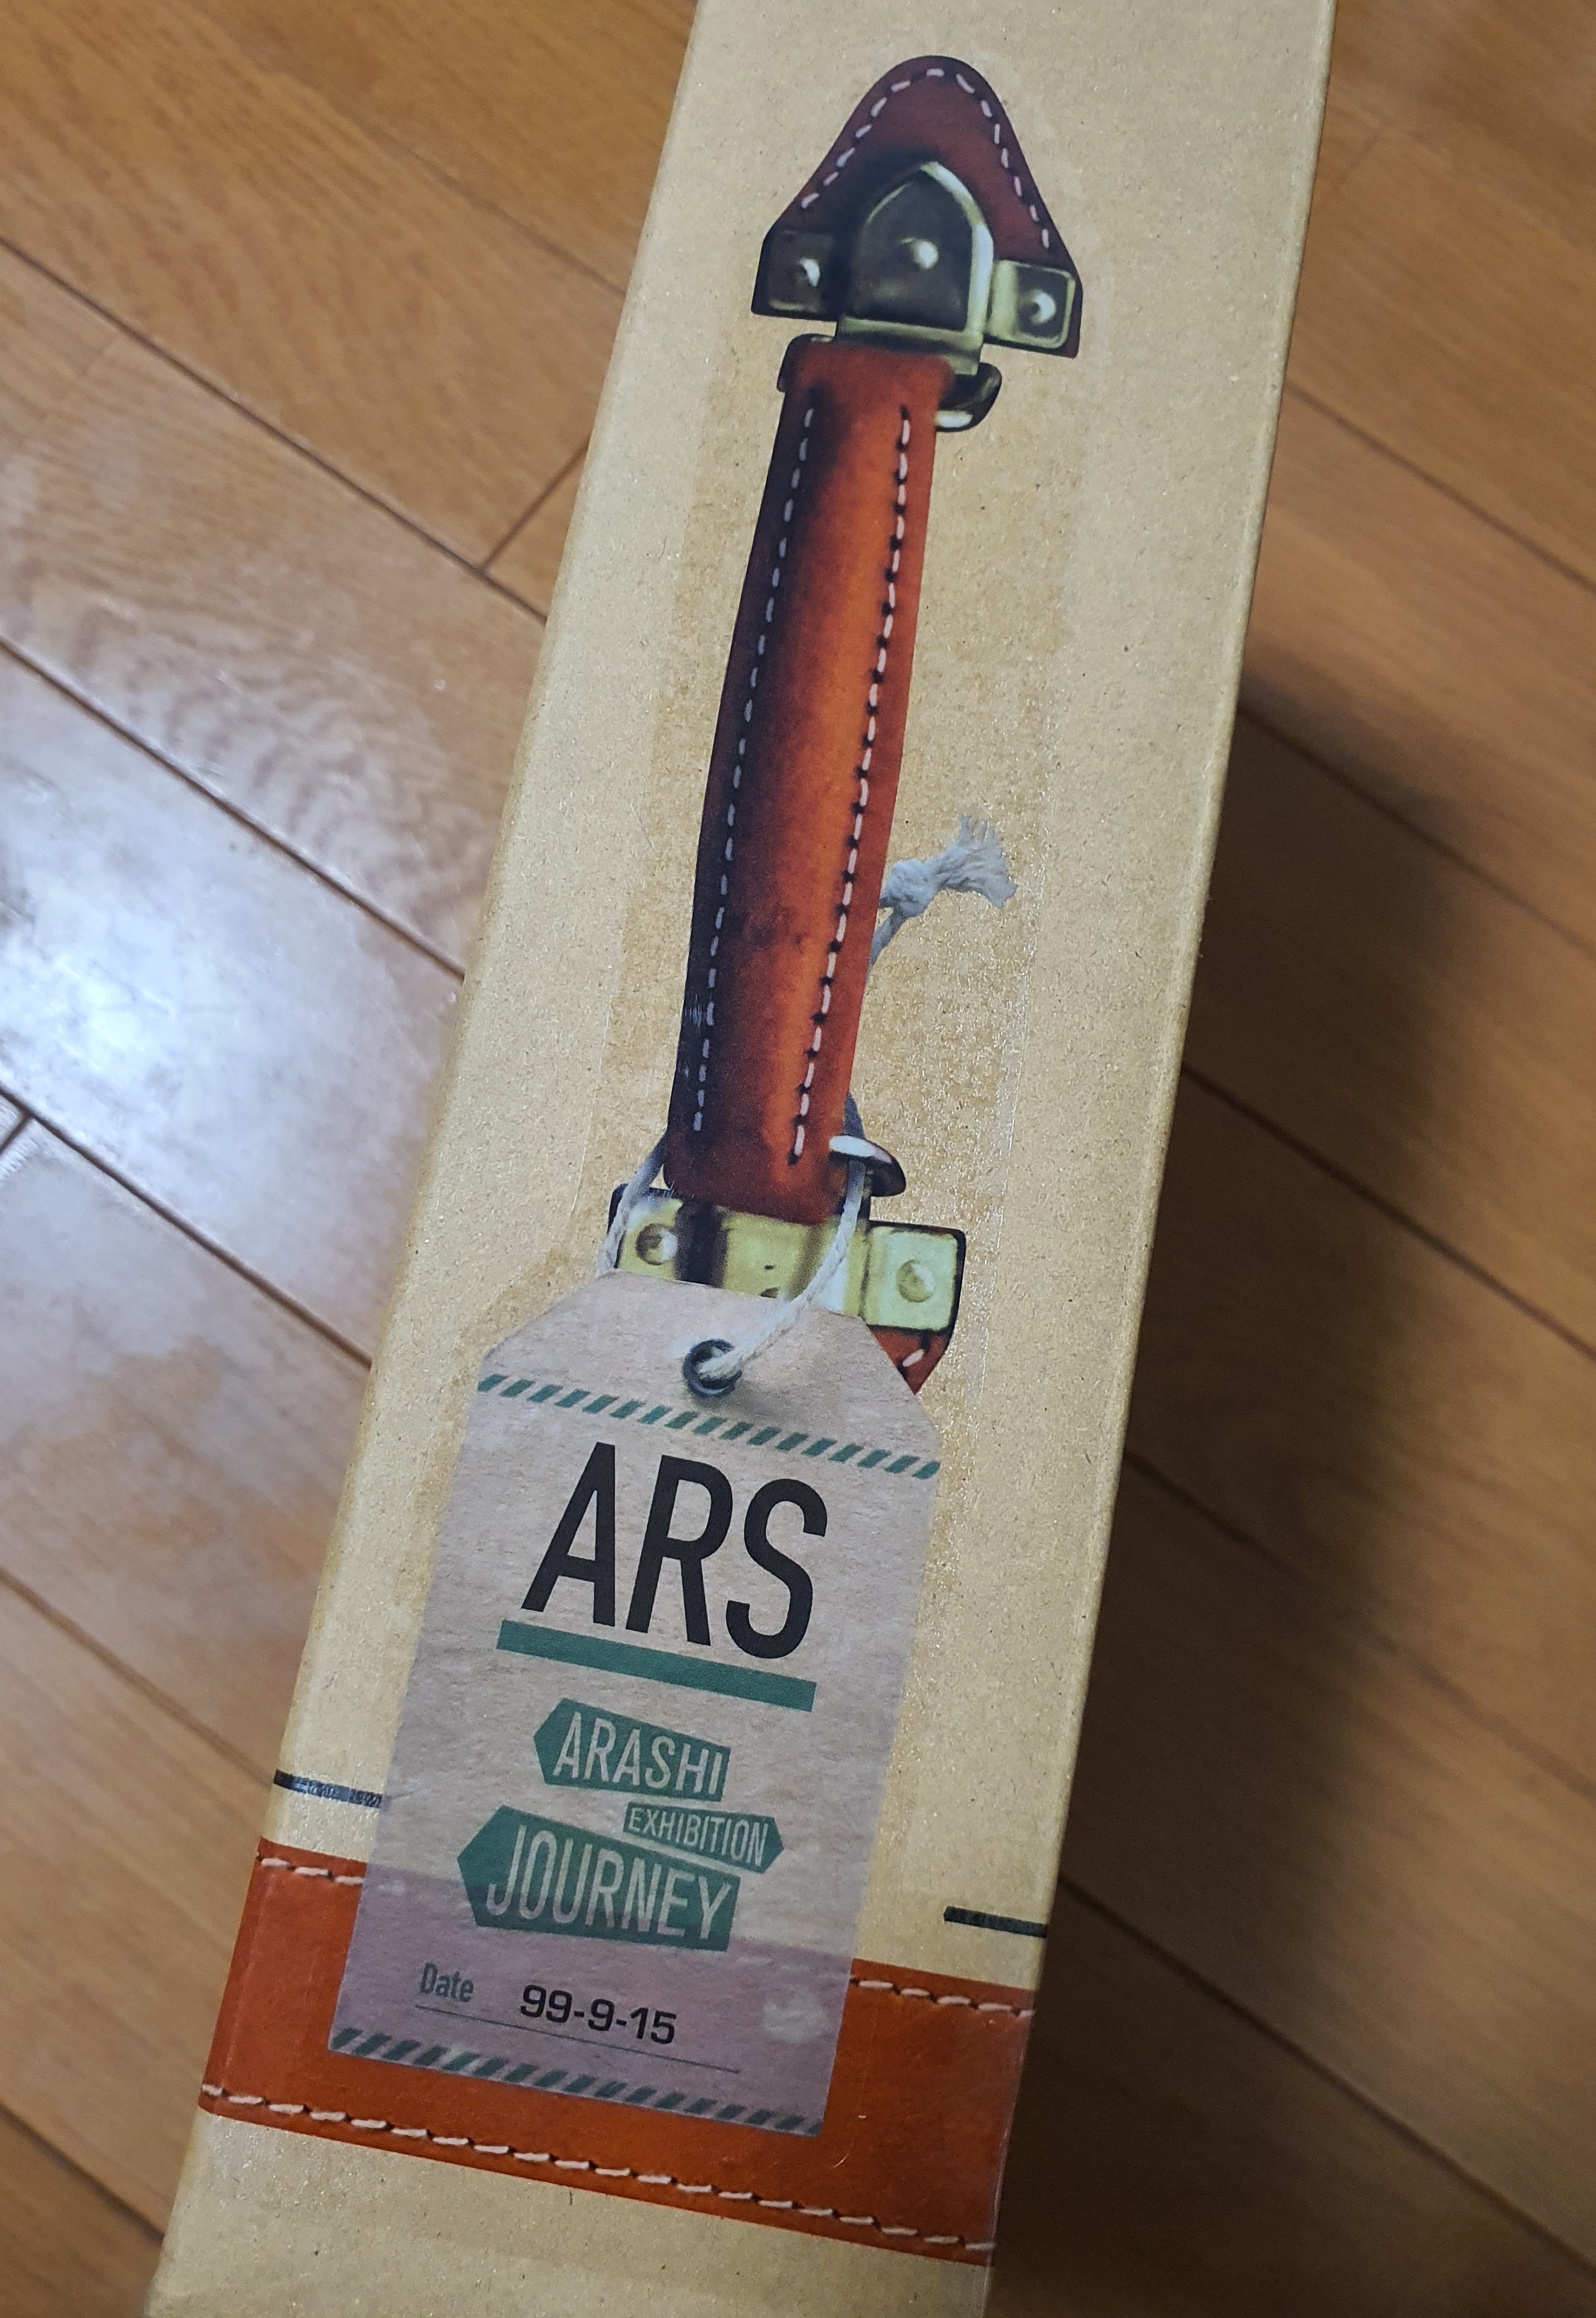 ARS
ARASHI
EXHIBITION
JOURNEY
Date 99-9-15